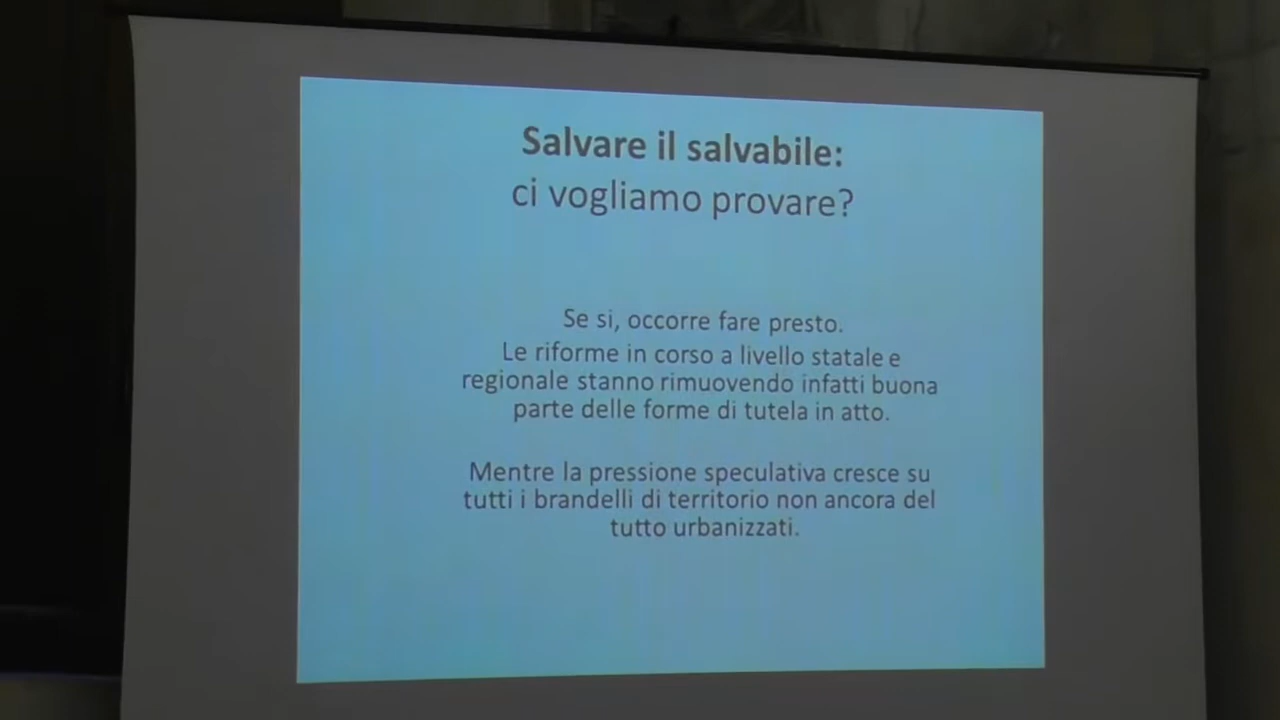 Salvare il salvabile:
ci vogliamo provare?
Se si, occorre fare presto.
Le riforme in corso a livello statale e
regionale stanno rimuovendo infatti buona
parte delle forme di tutela in atto.
Mentre la pressione speculativa cresce su
tutti i brandelli di territorio non ancora del
tutto urbanizzati.